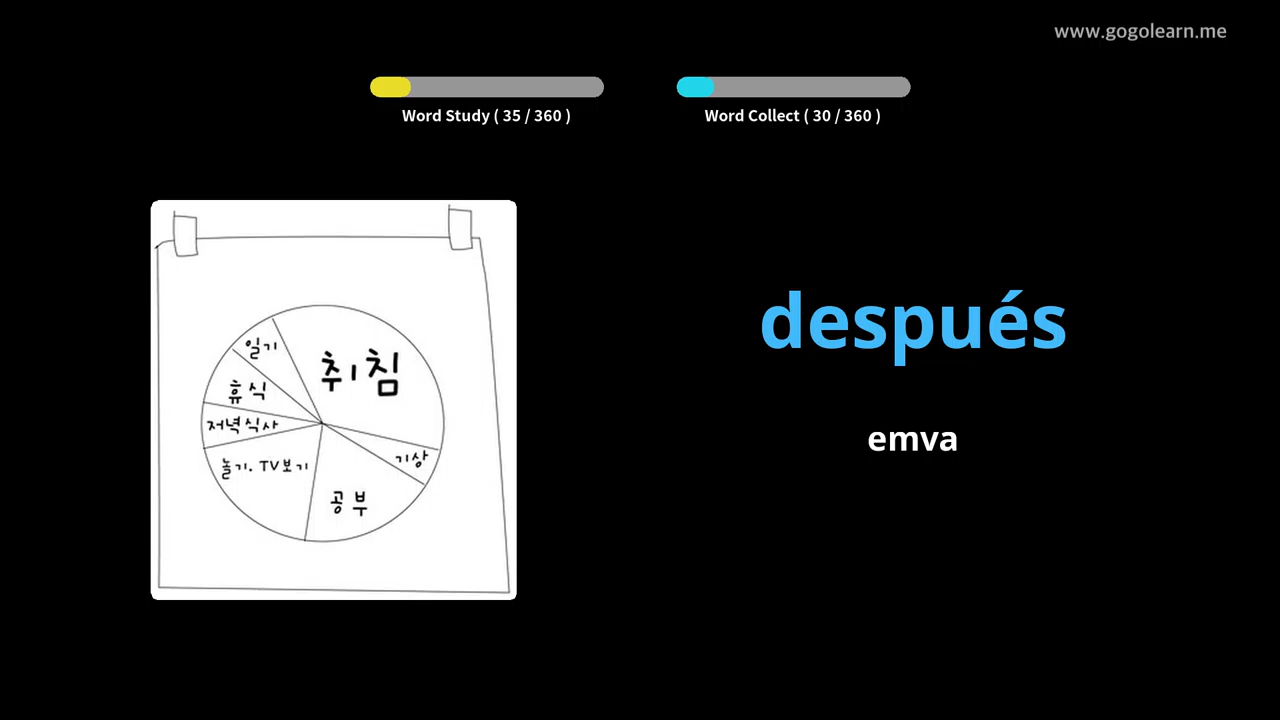 www.gogolearn.me
Word Study ( 35 / 360 )
Word Collect ( 30 / 360 )
일기
취침
휴식
저녁식사
놀기. TV보기
기상
공부
después
emva